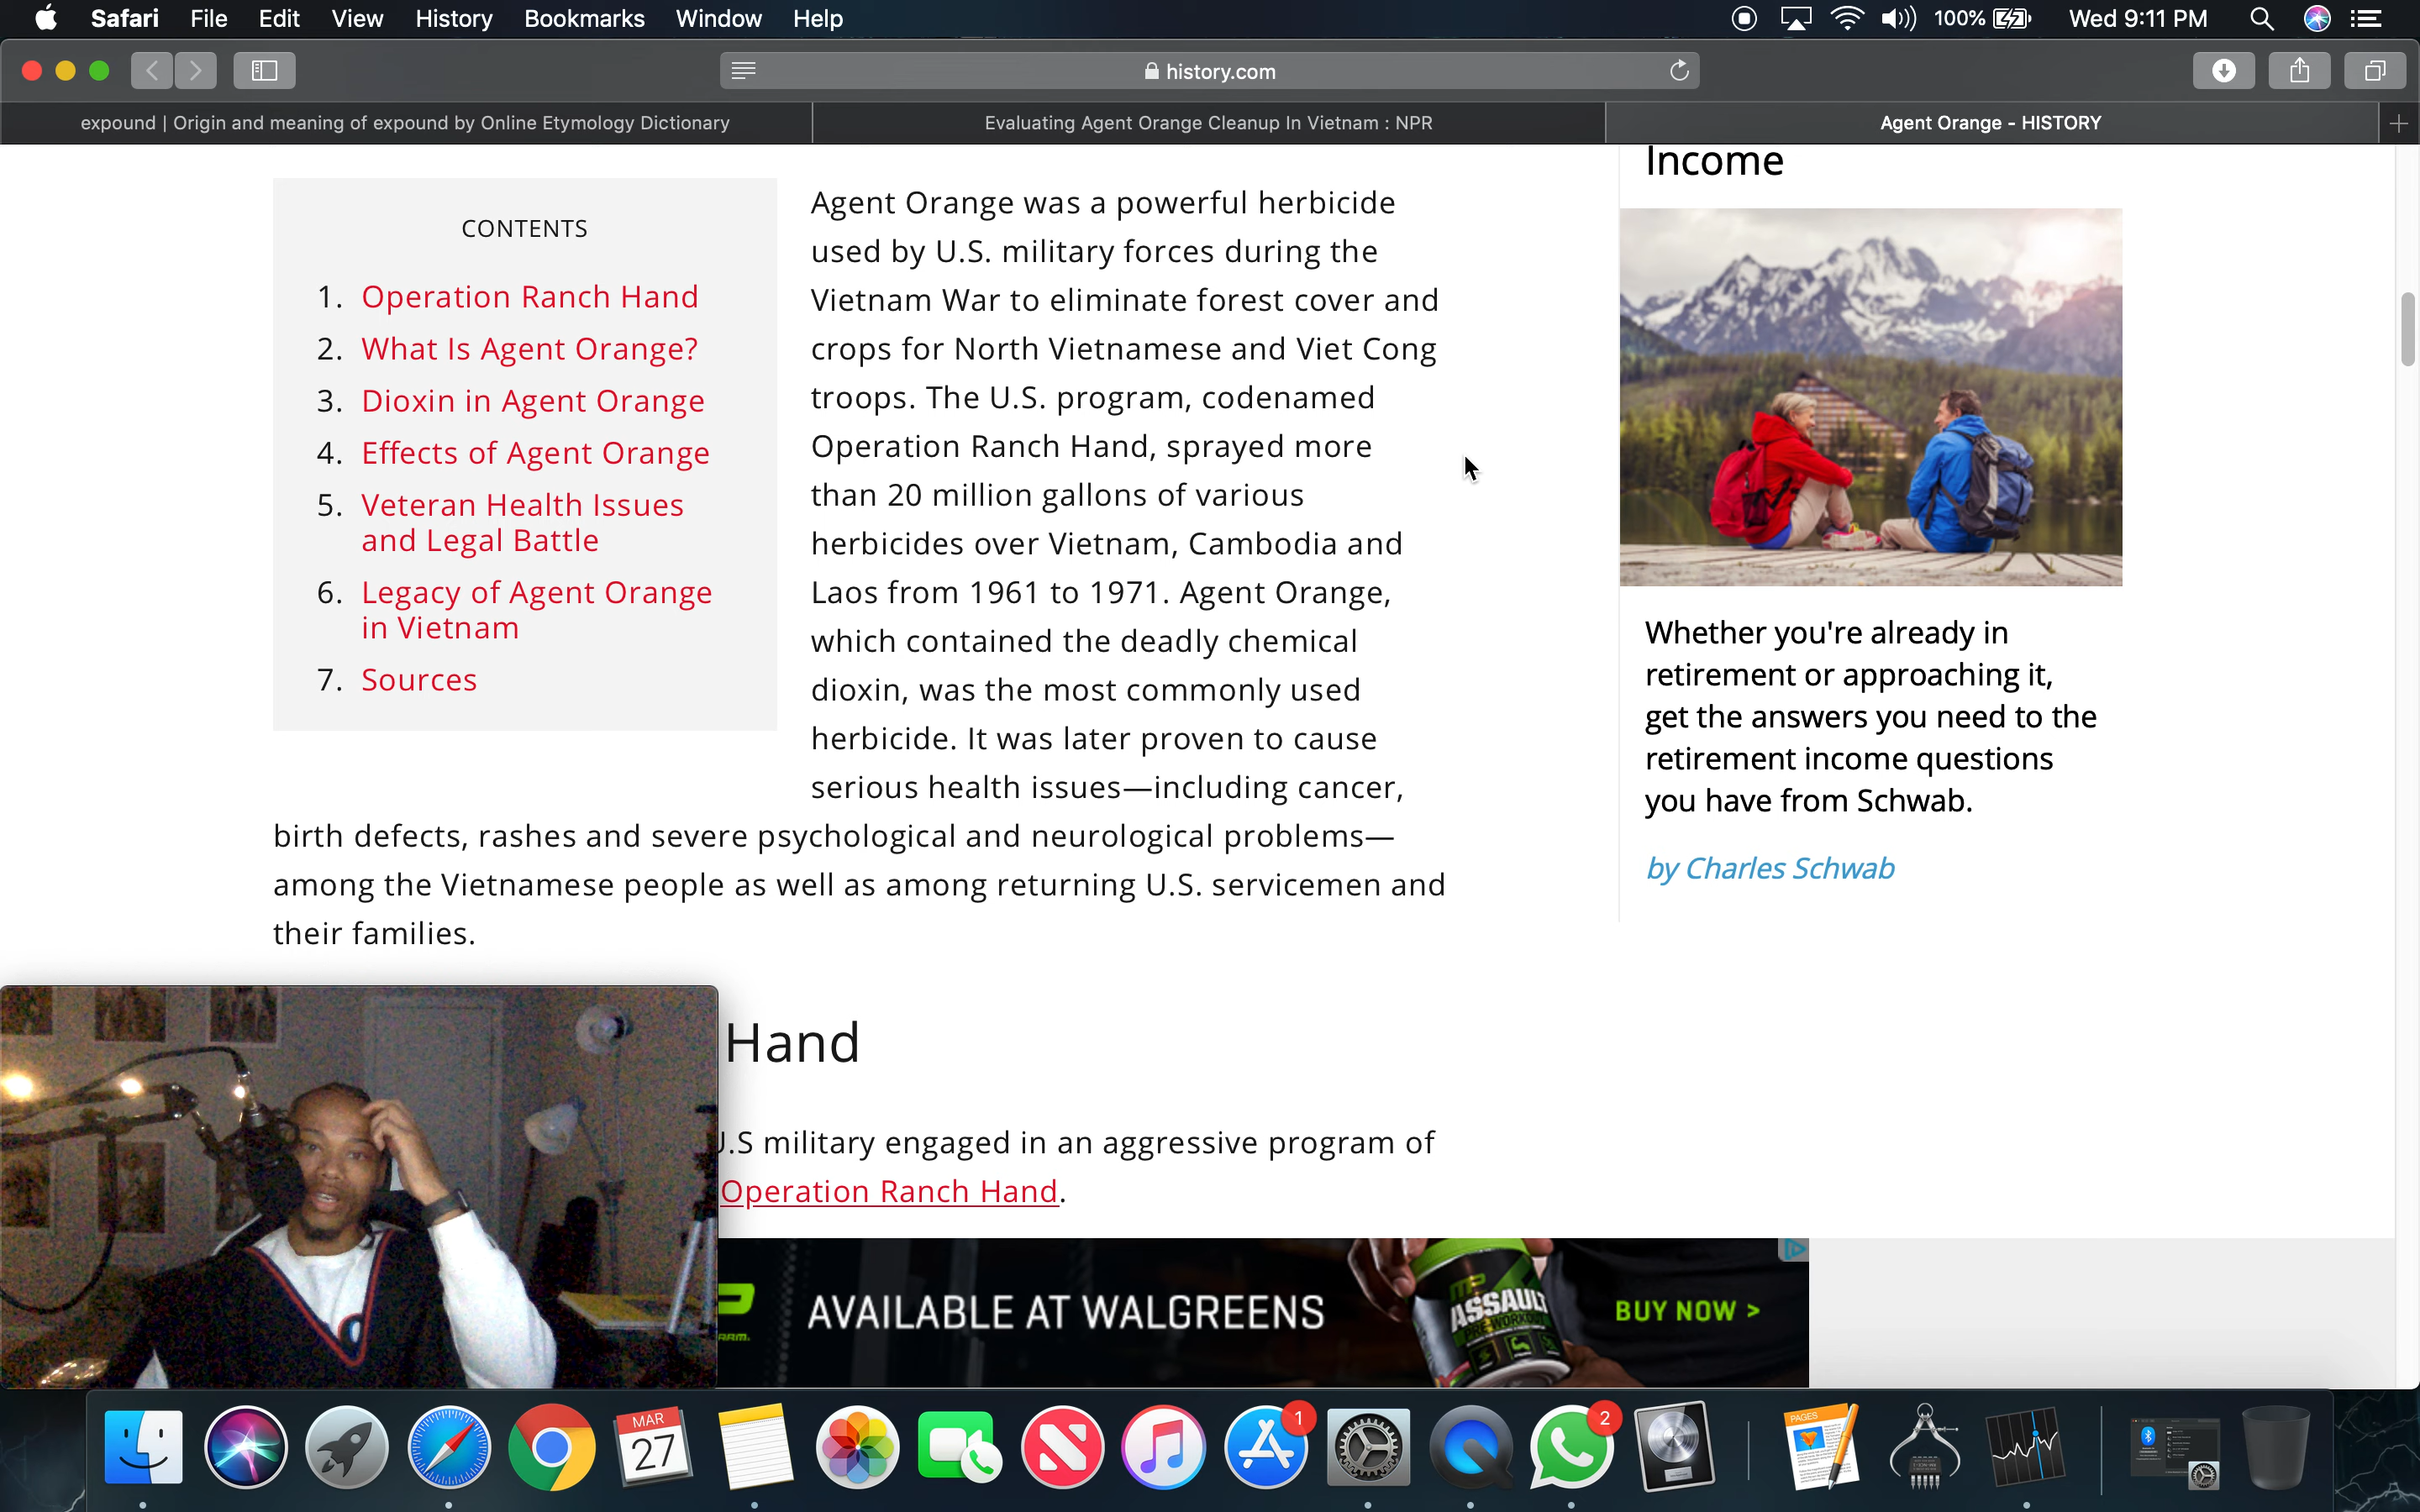 Safari File Edit View History Bookmarks Window Help 100% Wed 9:11 PM
history.com
expound | Origin and meaning of expound by Online Etymology Dictionary
Evaluating Agent Orange Cleanup In Vietnam : NPR
Agent Orange - HISTORY
CONTENTS
1. Operation Ranch Hand
2. What Is Agent Orange?
3. Dioxin in Agent Orange
4. Effects of Agent Orange
5. Veteran Health Issues
and Legal Battle
6. Legacy of Agent Orange
in Vietnam
7. Sources
Agent Orange was a powerful herbicide
used by U.S. military forces during the
Vietnam War to eliminate forest cover and
crops for North Vietnamese and Viet Cong
troops. The U.S. program, codenamed
Operation Ranch Hand, sprayed more
than 20 million gallons of various
herbicides over Vietnam, Cambodia and
Laos from 1961 to 1971. Agent Orange,
which contained the deadly chemical
dioxin, was the most commonly used
herbicide. It was later proven to cause
serious health issues—including cancer,
birth defects, rashes and severe psychological and neurological problems—
among the Vietnamese people as well as among returning U.S. servicemen and
their families.
Hand
U.S military engaged in an aggressive program of
Operation Ranch Hand.
Income
Whether you're already in
retirement or approaching it,
get the answers you need to the
retirement income questions
you have from Schwab.
by Charles Schwab
AVAILABLE AT WALGREENS
MP
ASSAULT
PRE-WORKOUT
BUY NOW >
MAR
27
1
2
PAGES